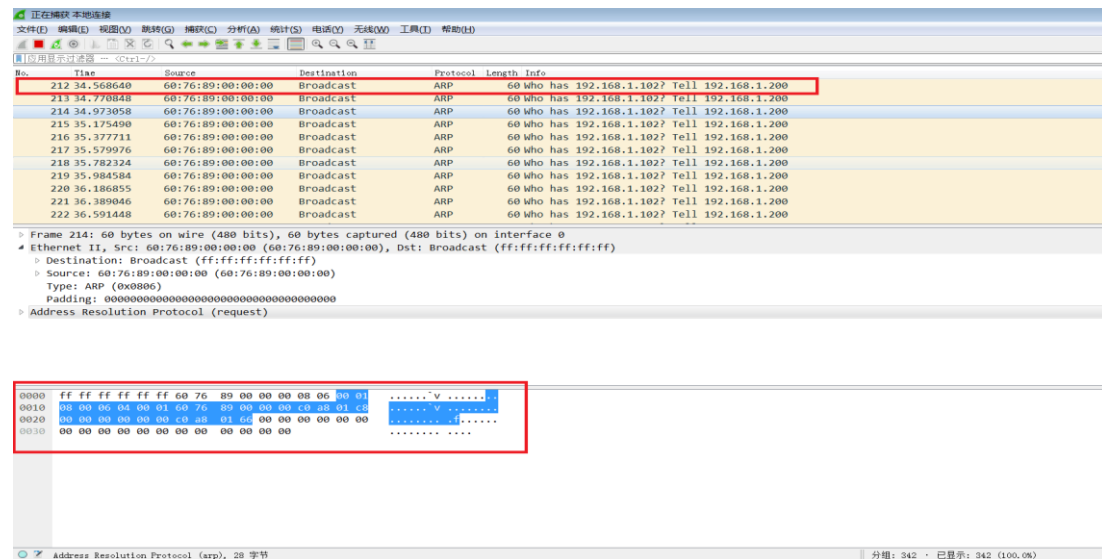 正在捕获 本地连接
文件(F) 编辑(E) 视图(V) 跳转(G) 捕获(C) 分析(A) 统计(S) 电话(Y) 无线(W) 工具(T) 帮助(H)
应用显示过滤器 — <Ctrl-/>
No. Time Source Destination Protocol Length Info
212 34.568640 60:76:89:00:00:00 Broadcast ARP 60 Who has 192.168.1.102? Tell 192.168.1.200
213 34.770848 60:76:89:00:00:00 Broadcast ARP 60 Who has 192.168.1.102? Tell 192.168.1.200
214 34.973058 60:76:89:00:00:00 Broadcast ARP 60 Who has 192.168.1.102? Tell 192.168.1.200
215 35.175490 60:76:89:00:00:00 Broadcast ARP 60 Who has 192.168.1.102? Tell 192.168.1.200
216 35.377711 60:76:89:00:00:00 Broadcast ARP 60 Who has 192.168.1.102? Tell 192.168.1.200
217 35.579976 60:76:89:00:00:00 Broadcast ARP 60 Who has 192.168.1.102? Tell 192.168.1.200
218 35.782324 60:76:89:00:00:00 Broadcast ARP 60 Who has 192.168.1.102? Tell 192.168.1.200
219 35.984584 60:76:89:00:00:00 Broadcast ARP 60 Who has 192.168.1.102? Tell 192.168.1.200
220 36.186855 60:76:89:00:00:00 Broadcast ARP 60 Who has 192.168.1.102? Tell 192.168.1.200
221 36.389046 60:76:89:00:00:00 Broadcast ARP 60 Who has 192.168.1.102? Tell 192.168.1.200
222 36.591448 60:76:89:00:00:00 Broadcast ARP 60 Who has 192.168.1.102? Tell 192.168.1.200
Frame 214: 60 bytes on wire (480 bits), 60 bytes captured (480 bits) on interface 0
Ethernet II, Src: 60:76:89:00:00:00 (60:76:89:00:00:00), Dst: Broadcast (ff:ff:ff:ff:ff:ff)
Destination: Broadcast (ff:ff:ff:ff:ff:ff)
Source: 60:76:89:00:00:00 (60:76:89:00:00:00)
Type: ARP (0x0806)
Padding: 000000000000000000000000000000000000
Address Resolution Protocol (request)
0000 ff ff ff ff ff ff 60 76 89 00 00 00 08 06 00 01 ......`v ........
0010 08 00 06 04 00 01 60 76 89 00 00 00 c0 a8 01 c8 ......`v ........
0020 00 00 00 00 00 00 c0 a8 01 66 00 00 00 00 00 00 ........ .f......
0030 00 00 00 00 00 00 00 00 00 00 00 00 ........ ....
Address Resolution Protocol (arp), 28 字节
分组: 342 · 已显示: 342 (100.0%)